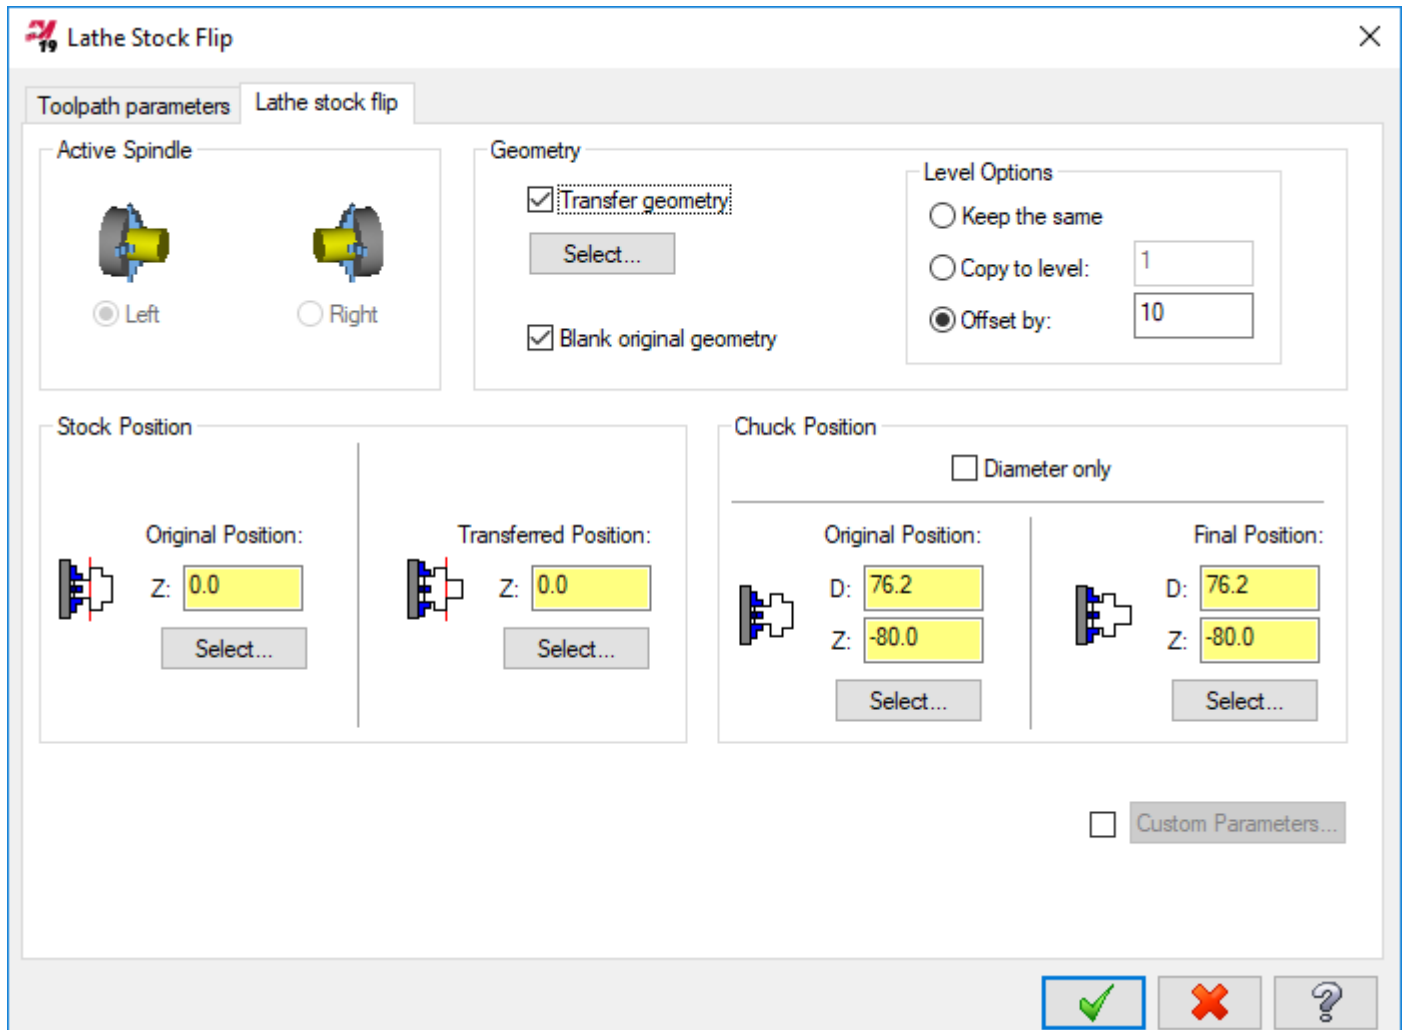 19 Lathe Stock Flip
Toolpath parameters Lathe stock flip
Active Spindle
Left Right
Geometry
Transfer geometry
Select...
Blank original geometry
Level Options
Keep the same
Copy to level: 1
Offset by: 10
Stock Position
Original Position:
Z: 0.0
Select...
Transferred Position:
Z: 0.0
Select...
Chuck Position
Diameter only
Original Position:
D: 76.2
Z: -80.0
Select...
Final Position:
D: 76.2
Z: -80.0
Select...
Custom Parameters...